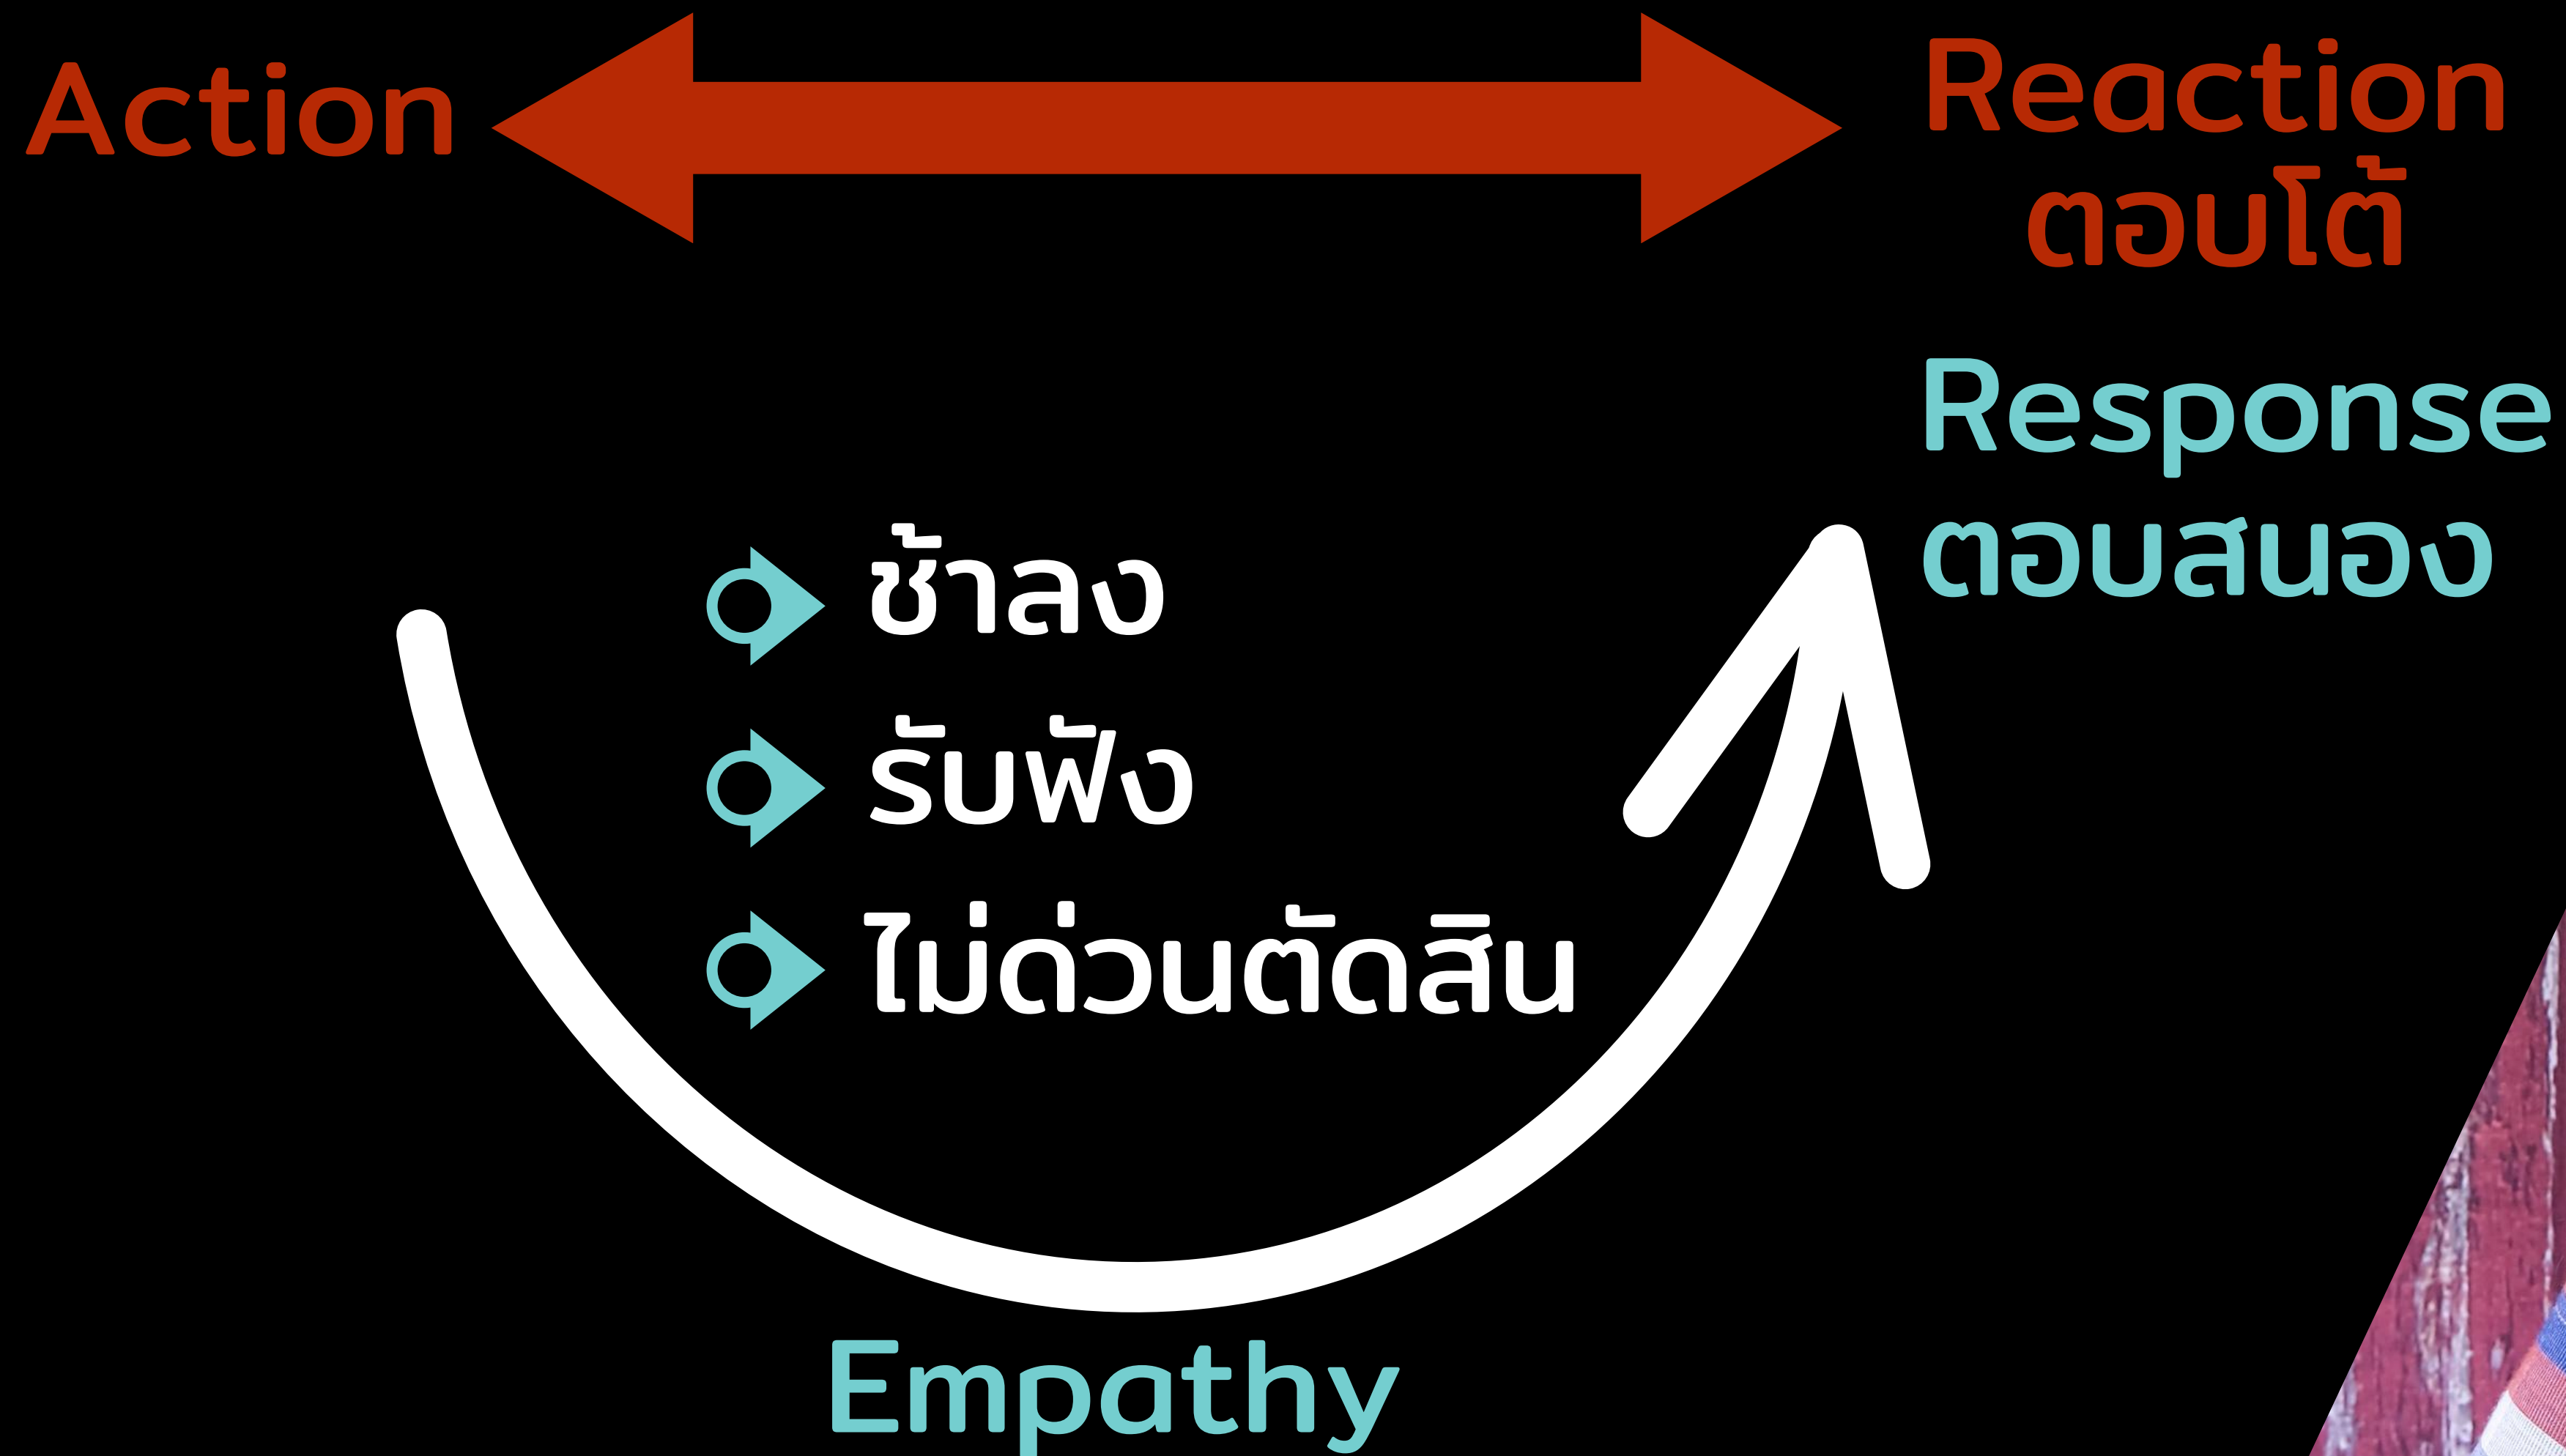 Action
Reaction
ตอบโต้
Response
ตอบสนอง
ช้าลง
รับฟัง
ไม่ด่วนตัดสิน
Empathy